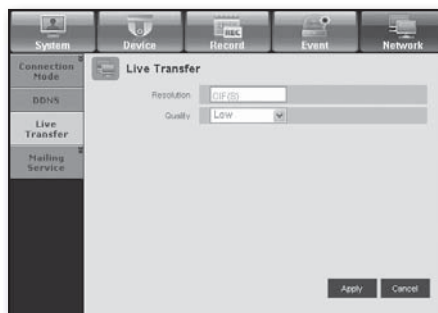 System Device Record Event Network
REC
Connection
Mode
DDNS
Live
Transfer
Mailing
Service
Live Transfer
Resolution CIF(S)
Quality Low
Apply Cancel